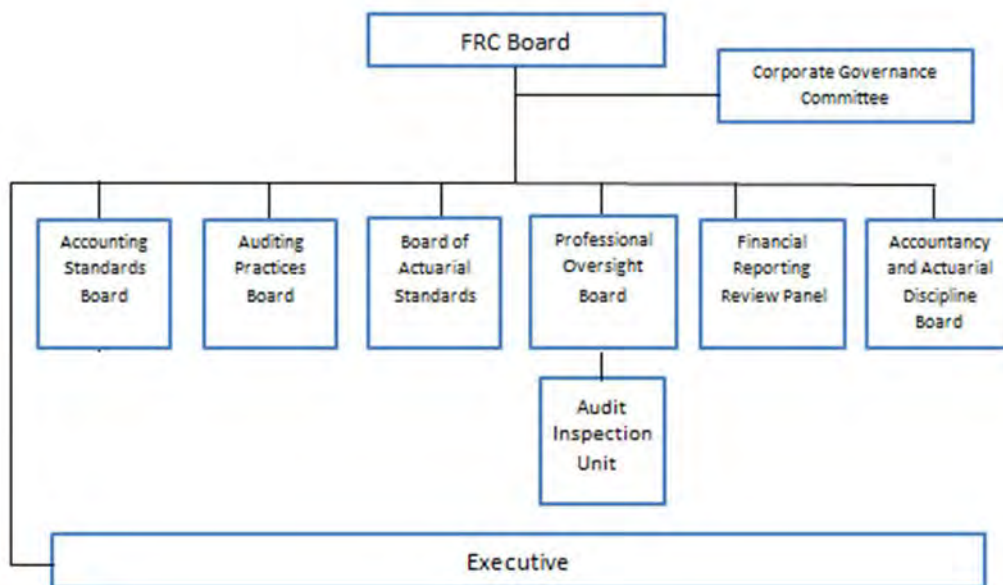 FRC Board
Corporate Governance
Committee
Accounting
Standards
Board
Auditing
Practices
Board
Board of
Actuarial
Standards
Professional
Oversight
Board
Financial
Reporting
Review Panel
Accountancy
and Actuarial
Discipline
Board
Audit
Inspection
Unit
Executive